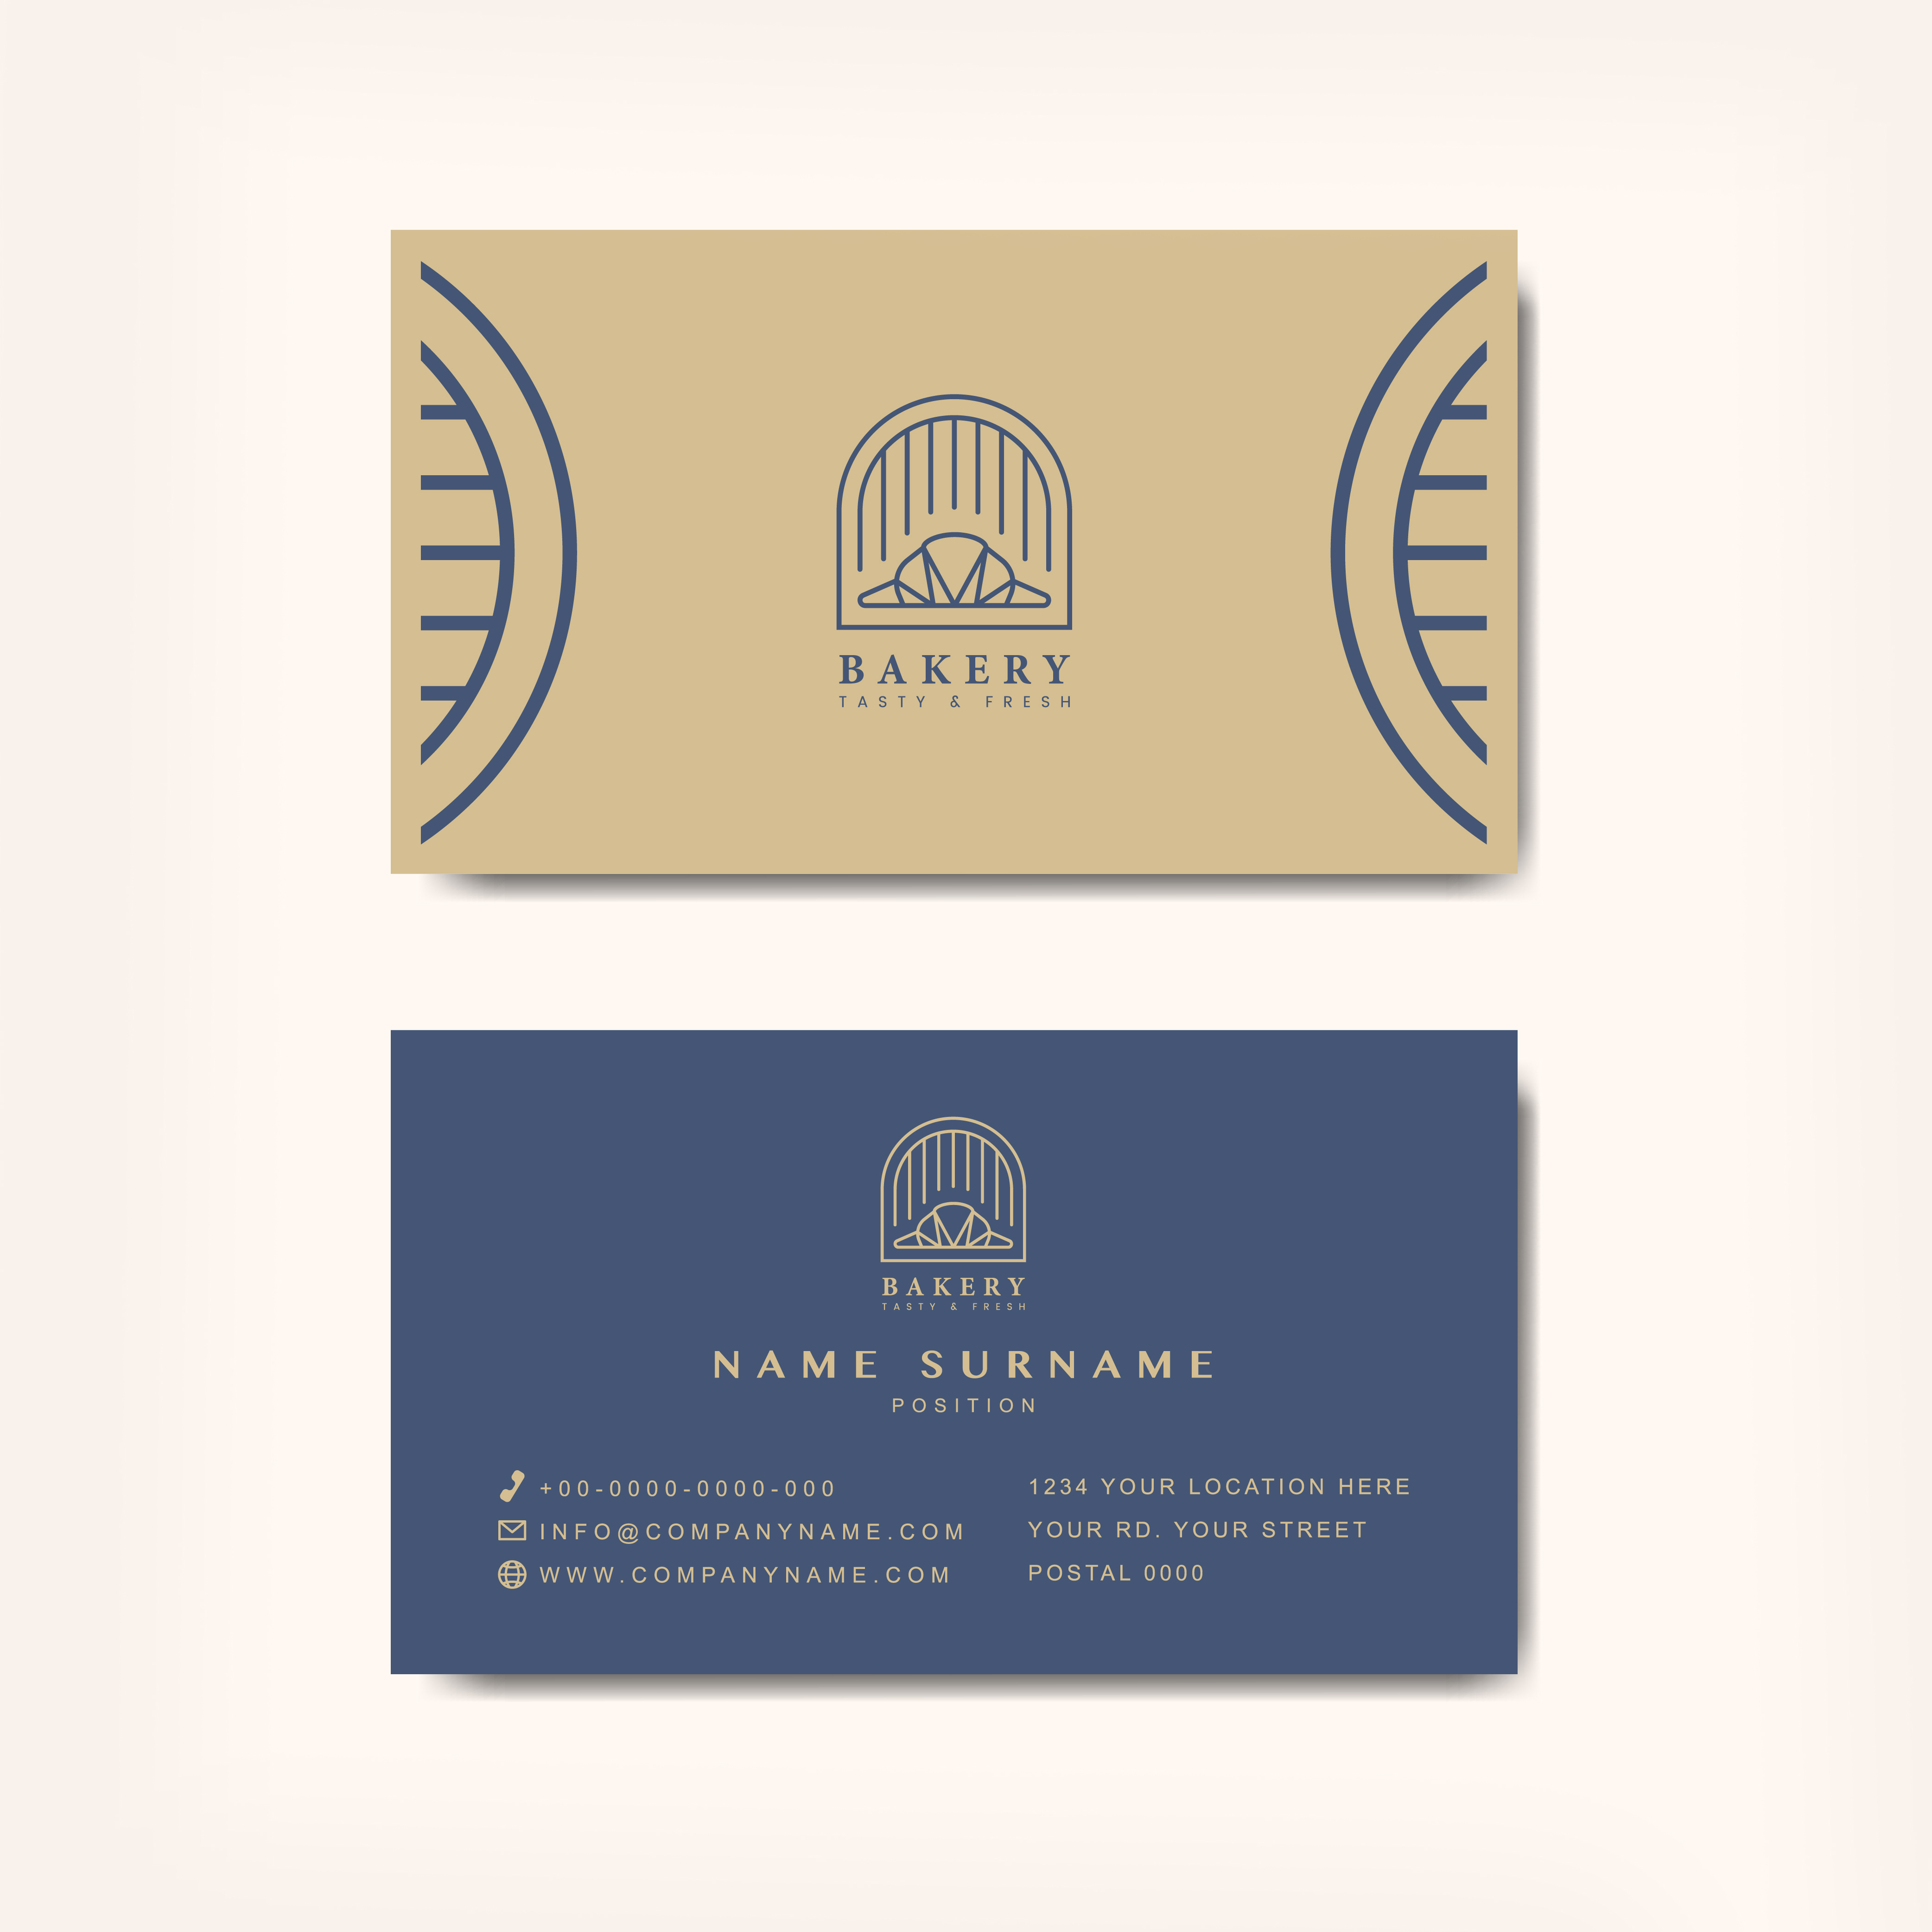 BAKERY
TASTY & FRESH
BAKERY
TASTY & FRESH
NAME SURNAME
POSITION
+00-0000-0000-000
INFO@COMPANYNAME.COM
WWW.COMPANYNAME.COM
1234 YOUR LOCATION HERE
YOUR RD. YOUR STREET
POSTAL 0000